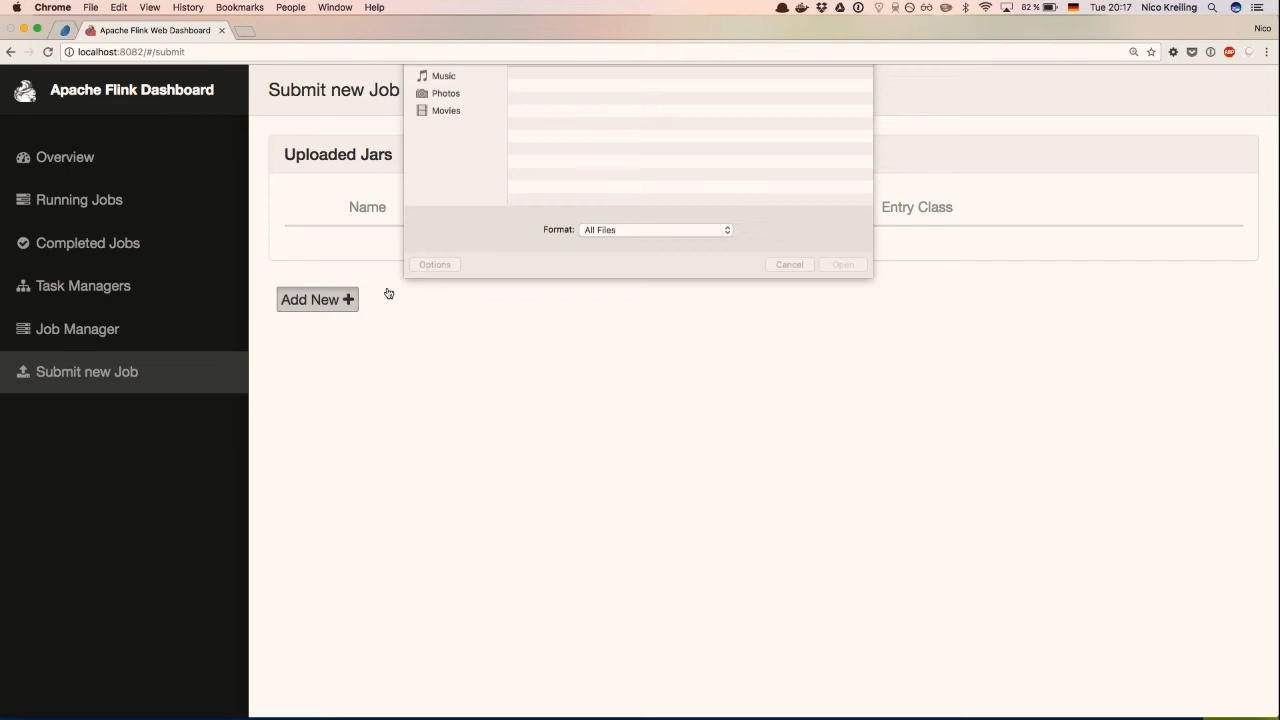 Chrome File Edit View History Bookmarks People Window Help 82 % Tue 20:17 Nico Kreiling
Apache Flink Web Dashboard Nico
localhost:8082/#/submit
Apache Flink Dashboard
Overview
Running Jobs
Completed Jobs
Task Managers
Job Manager
Submit new Job
Submit new Job
Uploaded Jars
Name Entry Class
Add New
Music
Photos
Movies
Format: All Files
Options Cancel Open